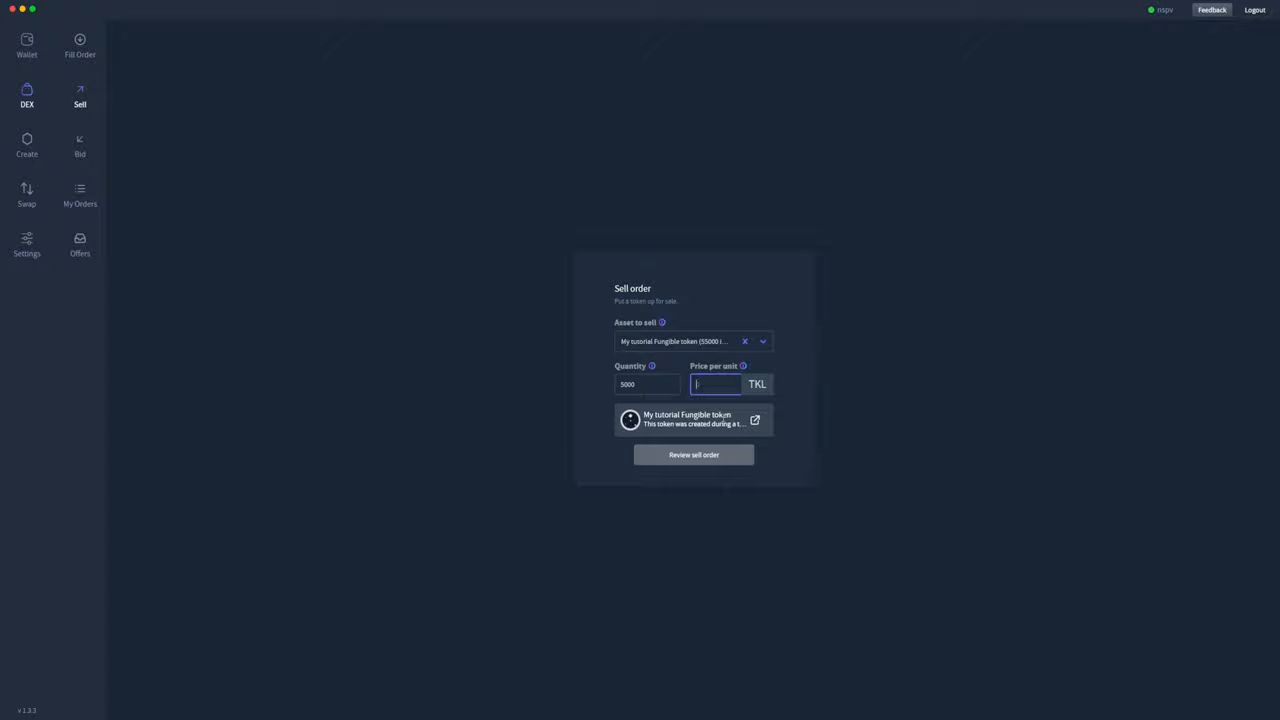 nspv
Feedback
Logout
Wallet
Fill Order
DEX
Sell
Create
Bid
Swap
My Orders
Settings
Offers
Sell order
Put a token up for sale.
Asset to sell
My tutorial Fungible token (55000 i...
Quantity
Price per unit
5000
TKL
My tutorial Fungible token
This token was created during a t...
Review sell order
v 1.3.3